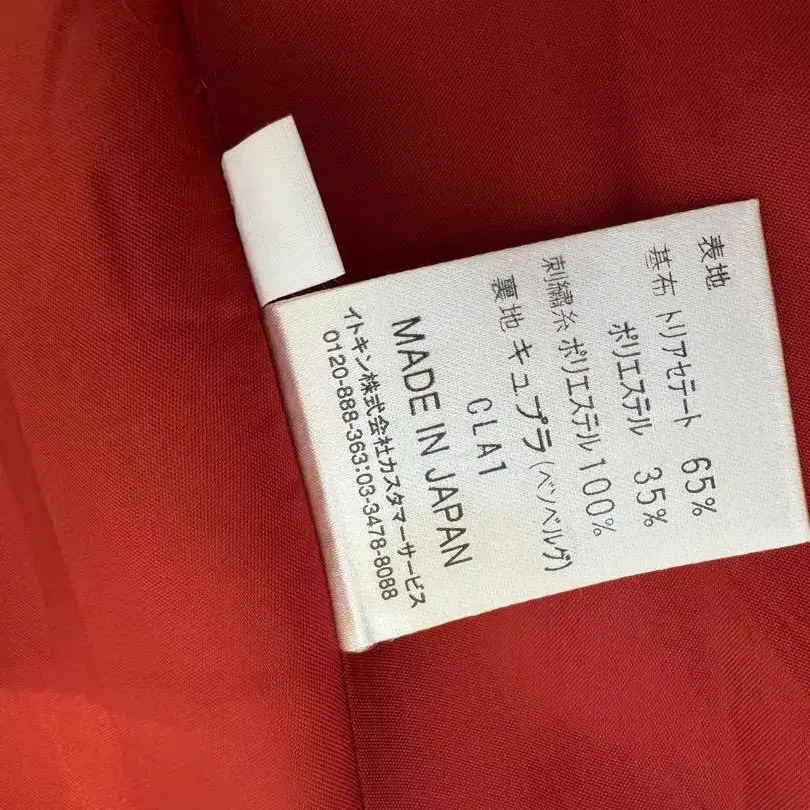 表地
基布 トリアセテート 65%
ポリエステル 35%
刺繍糸 ポリエステル100%
裏地 キュプラ(ベンベルグ)
CLA1
MADE IN JAPAN
イトキン株式会社カスタマーサービス
0120-888-363:03-3478-8088